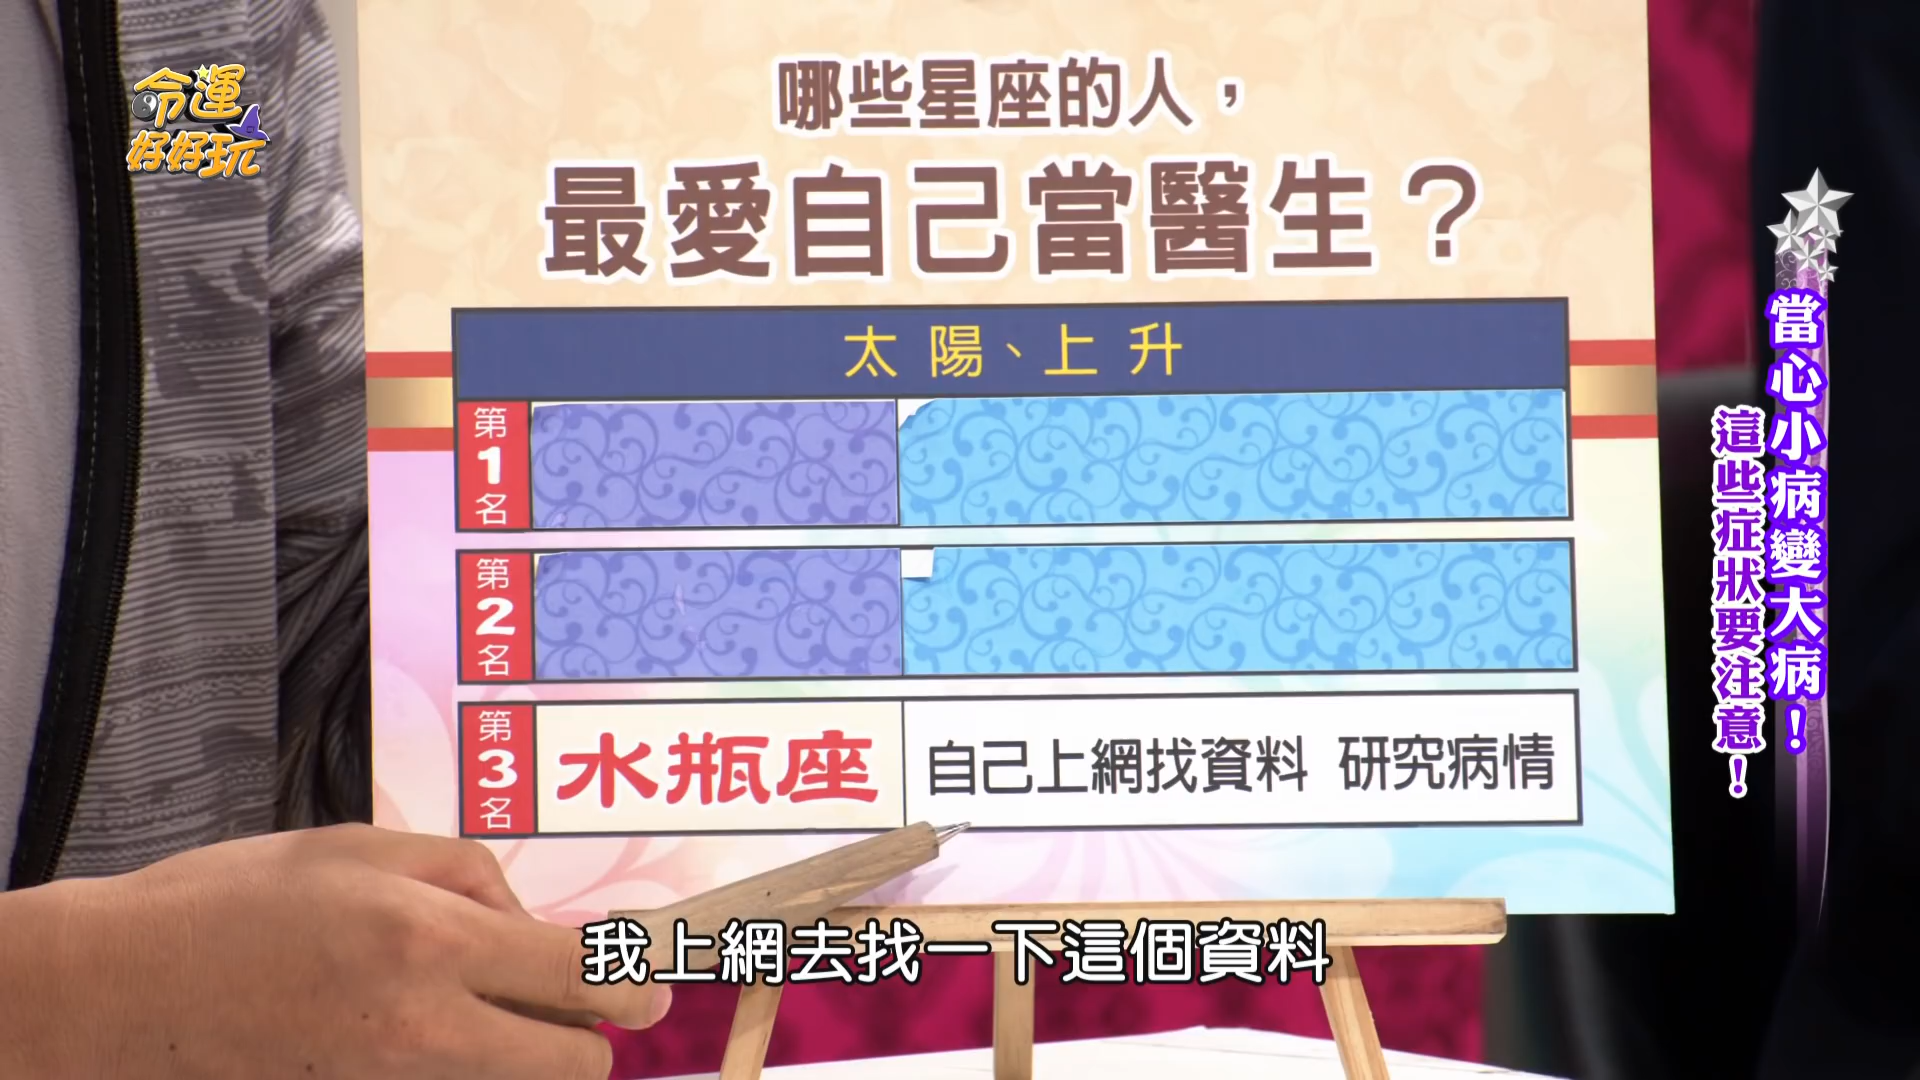 命運
好好玩
哪些星座的人，
最愛自己當醫生？
太陽、上升
第1名
第2名
第3名
水瓶座
自己上網找資料 研究病情
當心小病變大病！
這些症狀要注意！
我上網去找一下這個資料